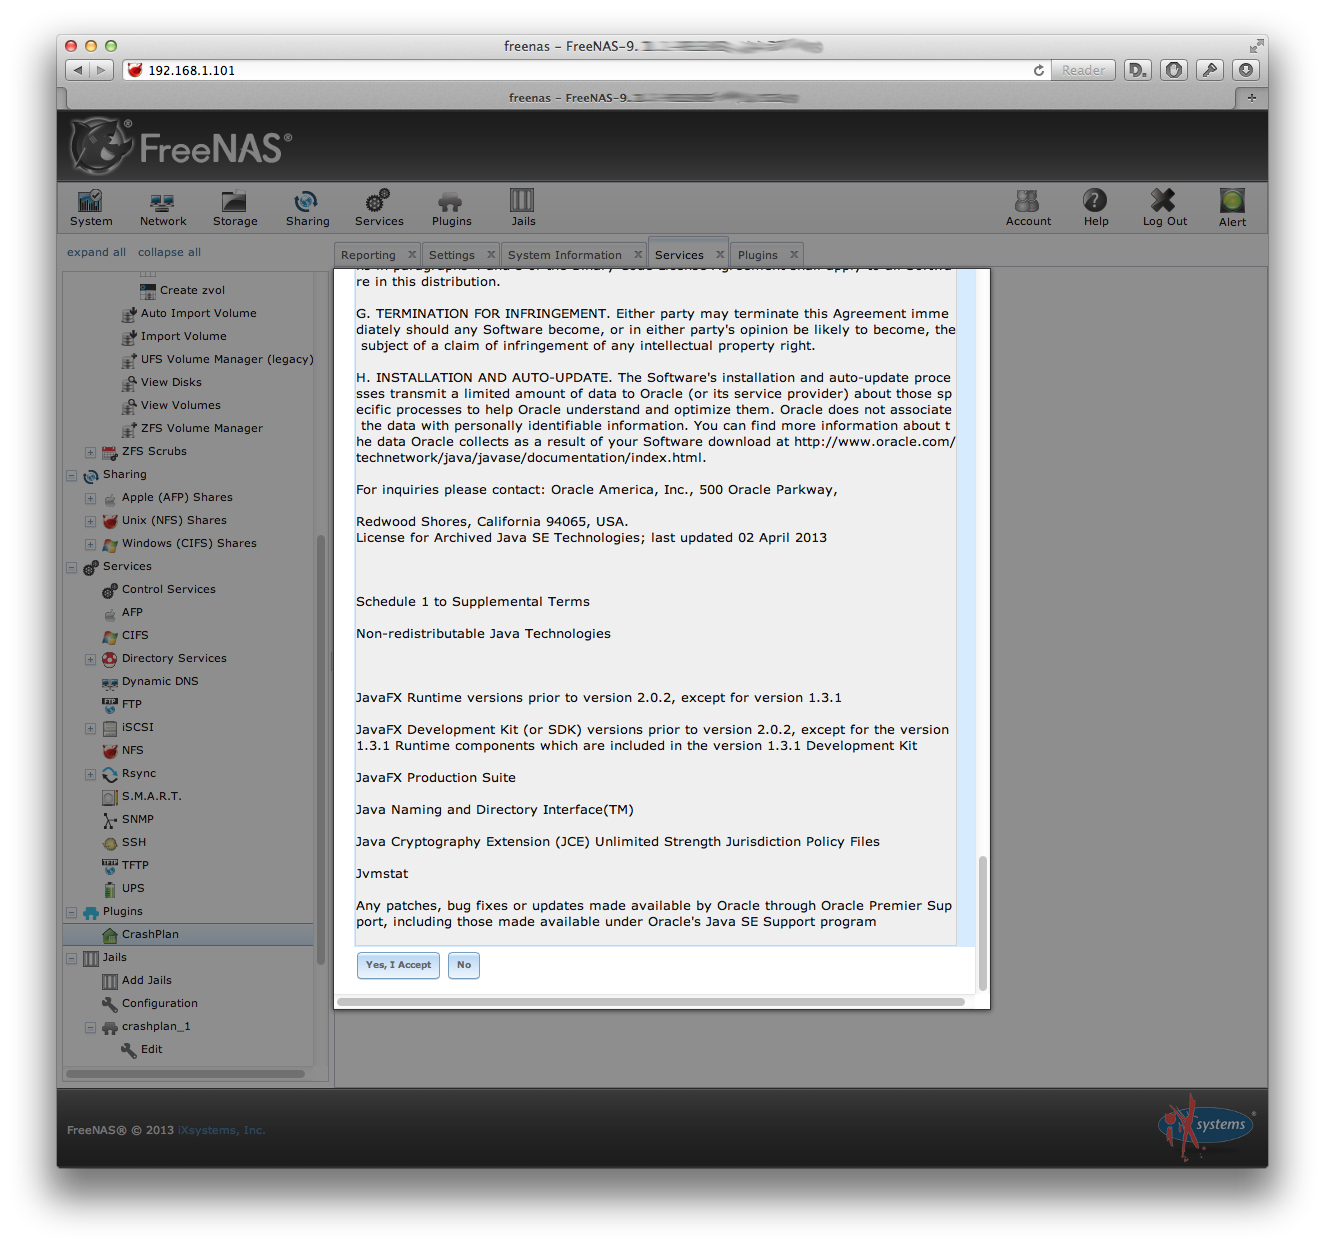 freenas – FreeNAS-9.
192.168.1.101
Reader
D.
freenas – FreeNAS-9.
FreeNAS®
System
Network
Storage
Sharing
Services
Plugins
Jails
Account
Help
Log Out
Alert
expand all
collapse all
Reporting
Settings
System Information
Services
Plugins
Create zvol
Auto Import Volume
Import Volume
UFS Volume Manager (legacy)
View Disks
View Volumes
ZFS Volume Manager
ZFS Scrubs
Sharing
Apple (AFP) Shares
Unix (NFS) Shares
Windows (CIFS) Shares
Services
Control Services
AFP
CIFS
Directory Services
Dynamic DNS
FTP
iSCSI
NFS
Rsync
S.M.A.R.T.
SNMP
SSH
TFTP
UPS
Plugins
CrashPlan
Jails
Add Jails
Configuration
crashplan_1
Edit
re in this distribution.
G. TERMINATION FOR INFRINGEMENT. Either party may terminate this Agreement imme
diately should any Software become, or in either party's opinion be likely to become, the
subject of a claim of infringement of any intellectual property right.
H. INSTALLATION AND AUTO-UPDATE. The Software's installation and auto-update proce
sses transmit a limited amount of data to Oracle (or its service provider) about those sp
ecific processes to help Oracle understand and optimize them. Oracle does not associate
the data with personally identifiable information. You can find more information about t
he data Oracle collects as a result of your Software download at http://www.oracle.com/
technetwork/java/javase/documentation/index.html.
For inquiries please contact: Oracle America, Inc., 500 Oracle Parkway,
Redwood Shores, California 94065, USA.
License for Archived Java SE Technologies; last updated 02 April 2013
Schedule 1 to Supplemental Terms
Non-redistributable Java Technologies
JavaFX Runtime versions prior to version 2.0.2, except for version 1.3.1
JavaFX Development Kit (or SDK) versions prior to version 2.0.2, except for the version
1.3.1 Runtime components which are included in the version 1.3.1 Development Kit
JavaFX Production Suite
Java Naming and Directory Interface(TM)
Java Cryptography Extension (JCE) Unlimited Strength Jurisdiction Policy Files
Jvmstat
Any patches, bug fixes or updates made available by Oracle through Oracle Premier Sup
port, including those made available under Oracle's Java SE Support program
Yes, I Accept
No
FreeNAS® © 2013 iXsystems, Inc.
iXsystems